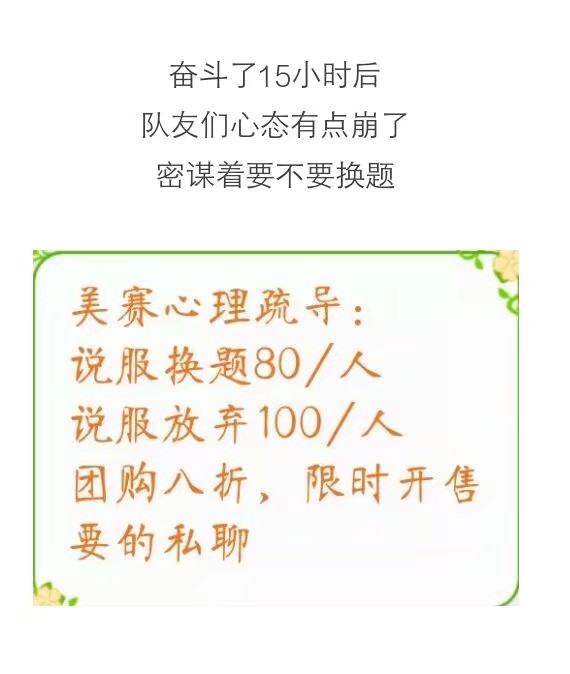 奋斗了15小时后
队友们心态有点崩了
密谋着要不要换题
美赛心理疏导：
说服换题80/人
说服放弃100/人
团购八折，限时开售
要的私聊